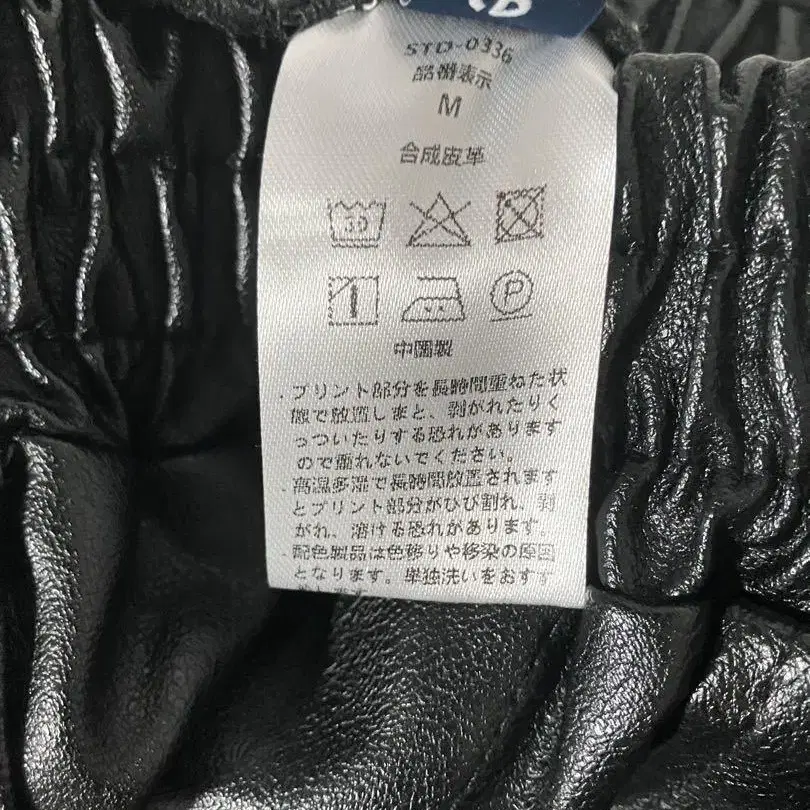 STD-0336
品番表示
M
合成皮革
30
P
中國製
・プリント部分を長時間重ねた状
態で放置しまと、剥がれたりく
っついたりする恐れがあります
ので離れないでください。
・高温多湿で長時間放置されます
とプリント部分がひび割れ、剥
がれ、溶ける恐れがあります。
・配色製品は色移りや移染の原因
となります。単独洗いをおすす